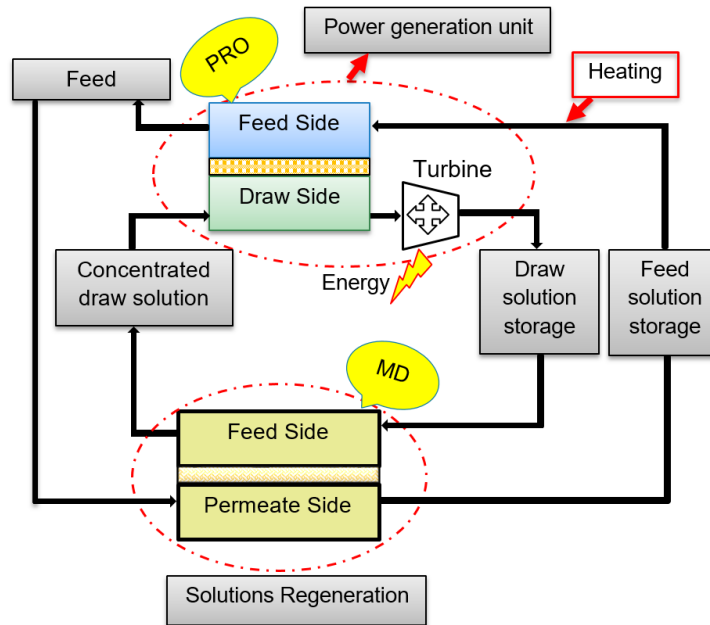 Power generation unit
PRO
Feed
Heating
Feed Side
Turbine
Draw Side
Concentrated
draw solution
Energy
Draw
solution
storage
Feed
solution
storage
MD
Feed Side
Permeate Side
Solutions Regeneration